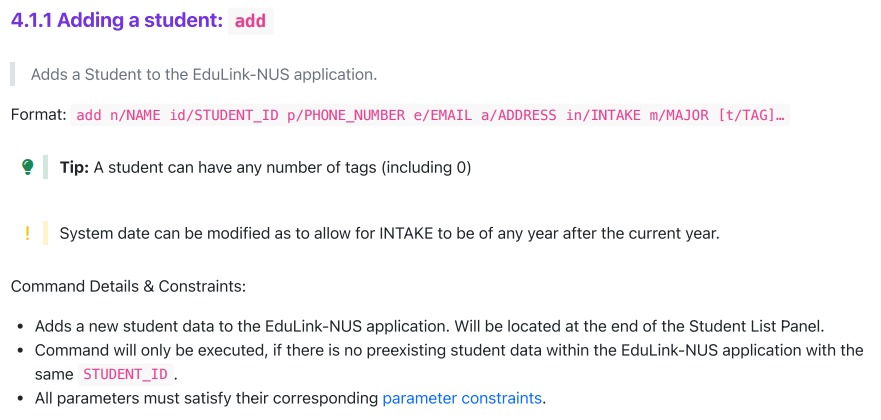 4.1.1 Adding a student: add
Adds a Student to the EduLink-NUS application.
Format: add n/NAME id/STUDENT_ID p/PHONE_NUMBER e/EMAIL a/ADDRESS in/INTAKE m/MAJOR [t/TAG]…
Tip: A student can have any number of tags (including 0)
System date can be modified as to allow for INTAKE to be of any year after the current year.
Command Details & Constraints:
• Adds a new student data to the EduLink-NUS application. Will be located at the end of the Student List Panel.
• Command will only be executed, if there is no preexisting student data within the EduLink-NUS application with the
same STUDENT_ID.
• All parameters must satisfy their corresponding parameter constraints.